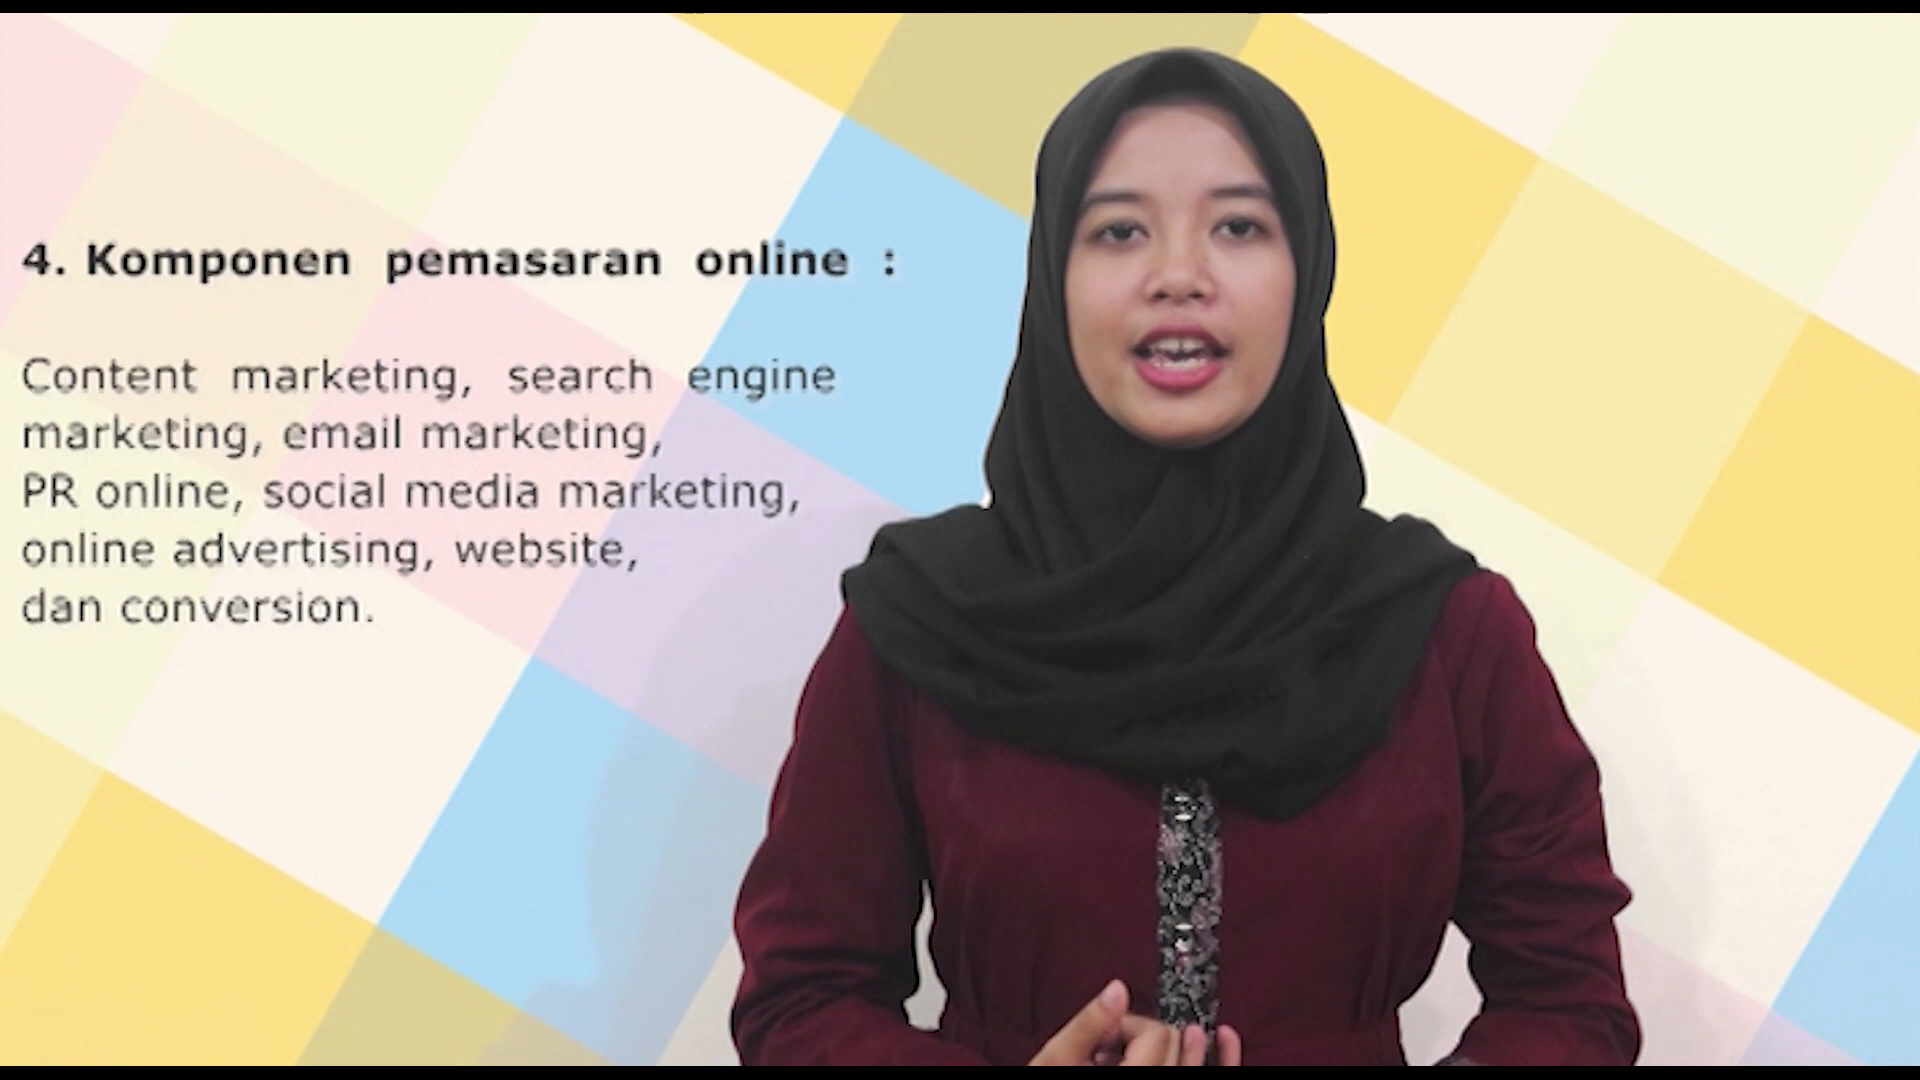 4. Komponen pemasaran online :
Content marketing, search engine
marketing, email marketing,
PR online, social media marketing,
online advertising, website,
dan conversion.